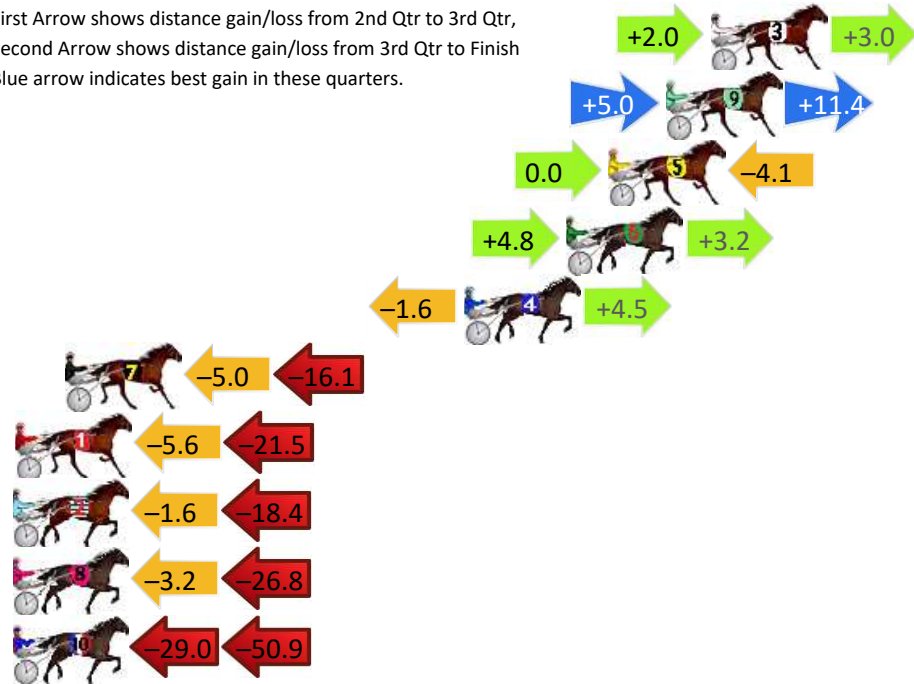 irst Arrow shows distance gain/loss from 2nd Qtr to 3rd Qtr,
econd Arrow shows distance gain/loss from 3rd Qtr to Finish
lue arrow indicates best gain in these quarters.
+2.0 3 +3.0
+5.0 9 +11.4
0.0 5 –4.1
+4.8 6 +3.2
–1.6 4 +4.5
7 –5.0 –16.1
1 –5.6 –21.5
2 –1.6 –18.4
8 –3.2 –26.8
10 –29.0 –50.9